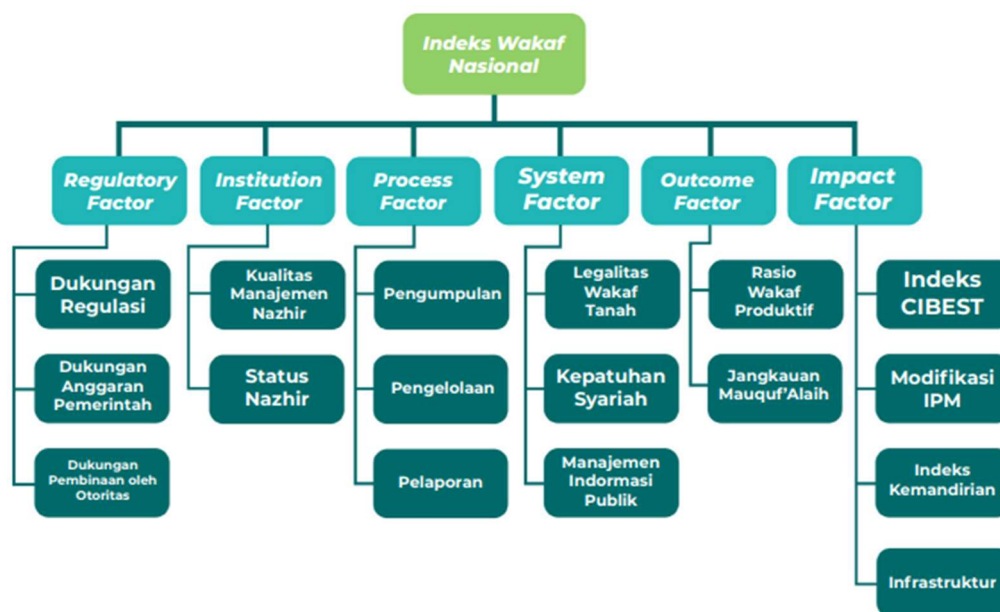 Indeks Wakaf
Nasional
Regulatory
Factor
Institution
Factor
Process
Factor
System
Factor
Outcome
Factor
Impact
Factor
Dukungan
Regulasi
Dukungan
Anggaran
Pemerintah
Dukungan
Pembinaan oleh
Otoritas
Kualitas
Manajemen
Nazhir
Status
Nazhir
Pengumpulan
Pengelolaan
Pelaporan
Legalitas
Wakaf
Tanah
Kepatuhan
Syariah
Manajemen
Indormasi
Publik
Rasio
Wakaf
Produktif
Jangkauan
Mauquf’Alaih
Indeks
CIBEST
Modifikasi
IPM
Indeks
Kemandirian
Infrastruktur